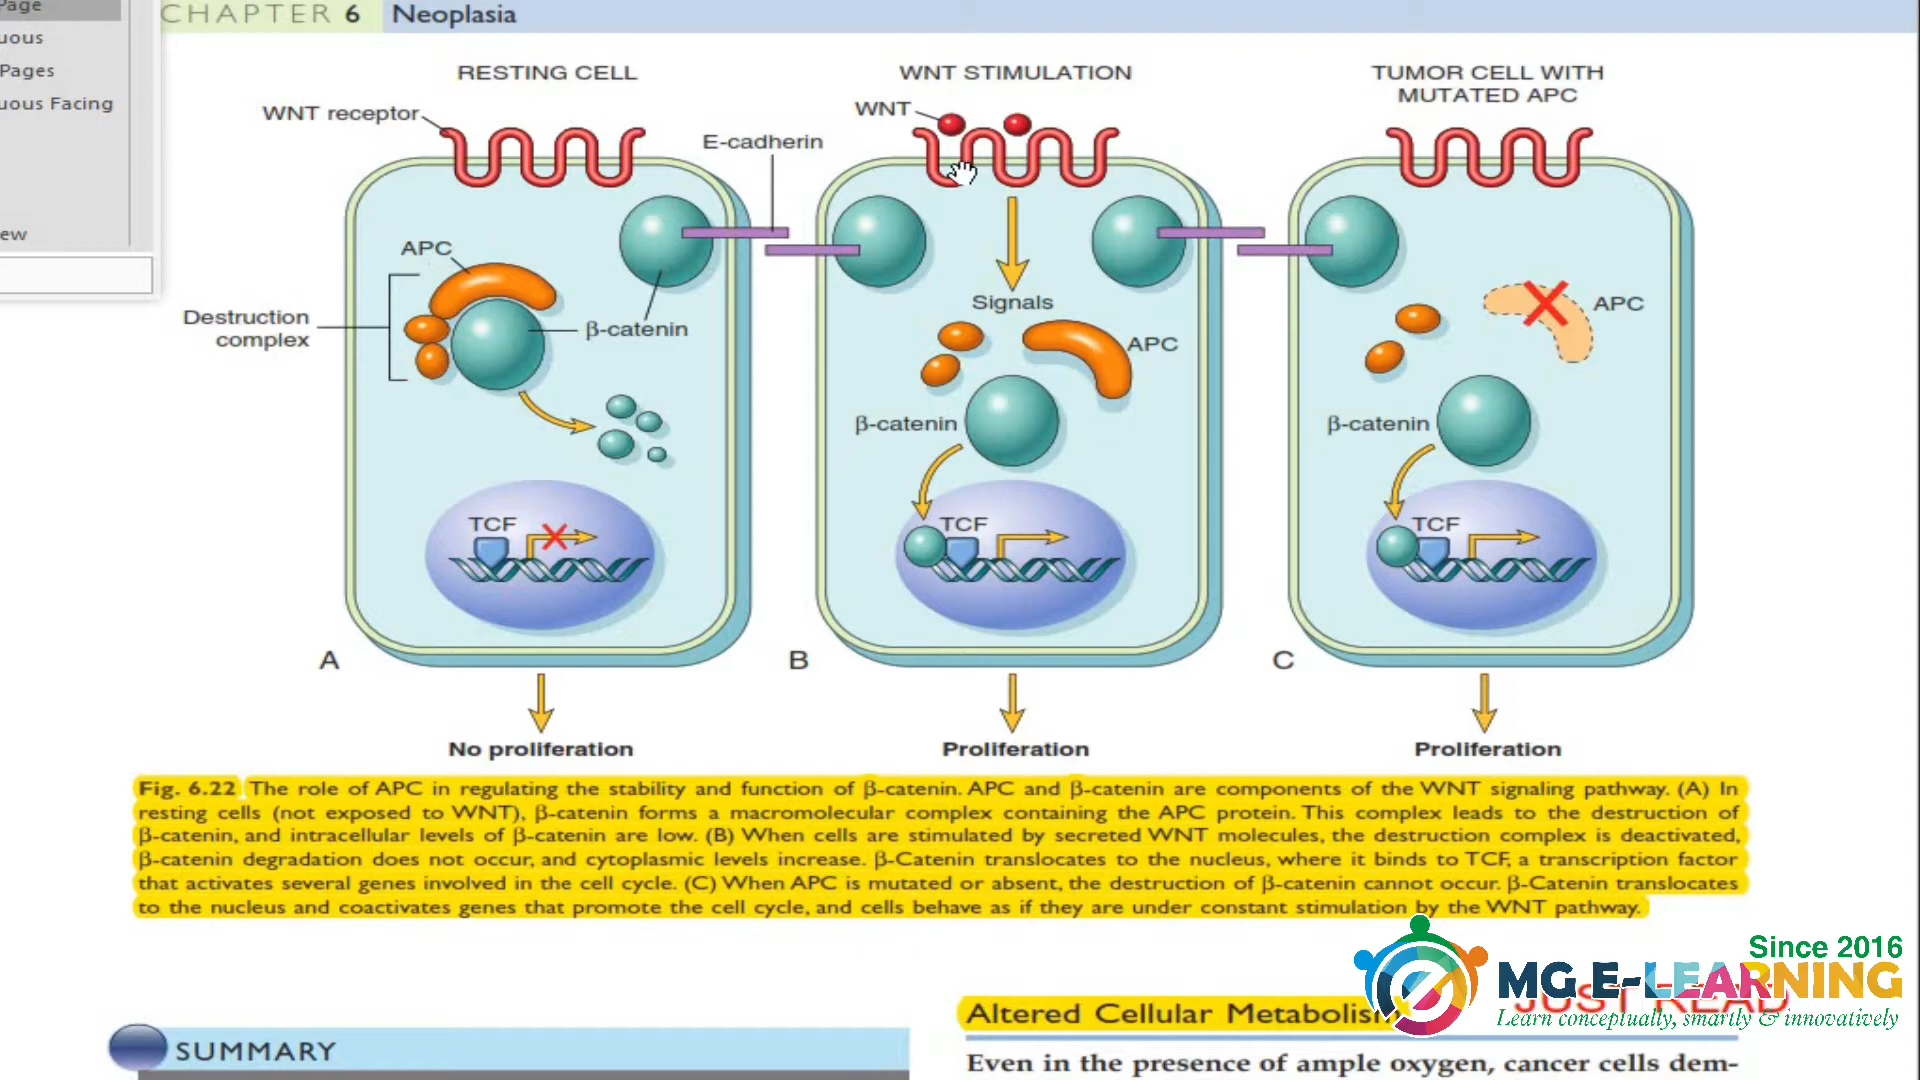 Page
uous
Pages
uous Facing
ew
CHAPTER 6 Neoplasia
RESTING CELL
WNT receptor
E-cadherin
APC
Destruction
complex
β-catenin
TCF
A
No proliferation
WNT STIMULATION
WNT
Signals
APC
β-catenin
TCF
B
Proliferation
TUMOR CELL WITH
MUTATED APC
APC
β-catenin
TCF
C
Proliferation
Fig. 6.22 The role of APC in regulating the stability and function of β-catenin. APC and β-catenin are components of the WNT signaling pathway. (A) In
resting cells (not exposed to WNT), β-catenin forms a macromolecular complex containing the APC protein. This complex leads to the destruction of
β-catenin, and intracellular levels of β-catenin are low. (B) When cells are stimulated by secreted WNT molecules, the destruction complex is deactivated,
β-catenin degradation does not occur, and cytoplasmic levels increase. β-Catenin translocates to the nucleus, where it binds to TCF, a transcription factor
that activates several genes involved in the cell cycle. (C) When APC is mutated or absent, the destruction of β-catenin cannot occur. β-Catenin translocates
to the nucleus and coactivates genes that promote the cell cycle, and cells behave as if they are under constant stimulation by the WNT pathway.
SUMMARY
Altered Cellular Metabolism
JUST READ
Even in the presence of ample oxygen, cancer cells dem-
Since 2016
MG E-LEARNING
Learn conceptually, smartly & innovatively